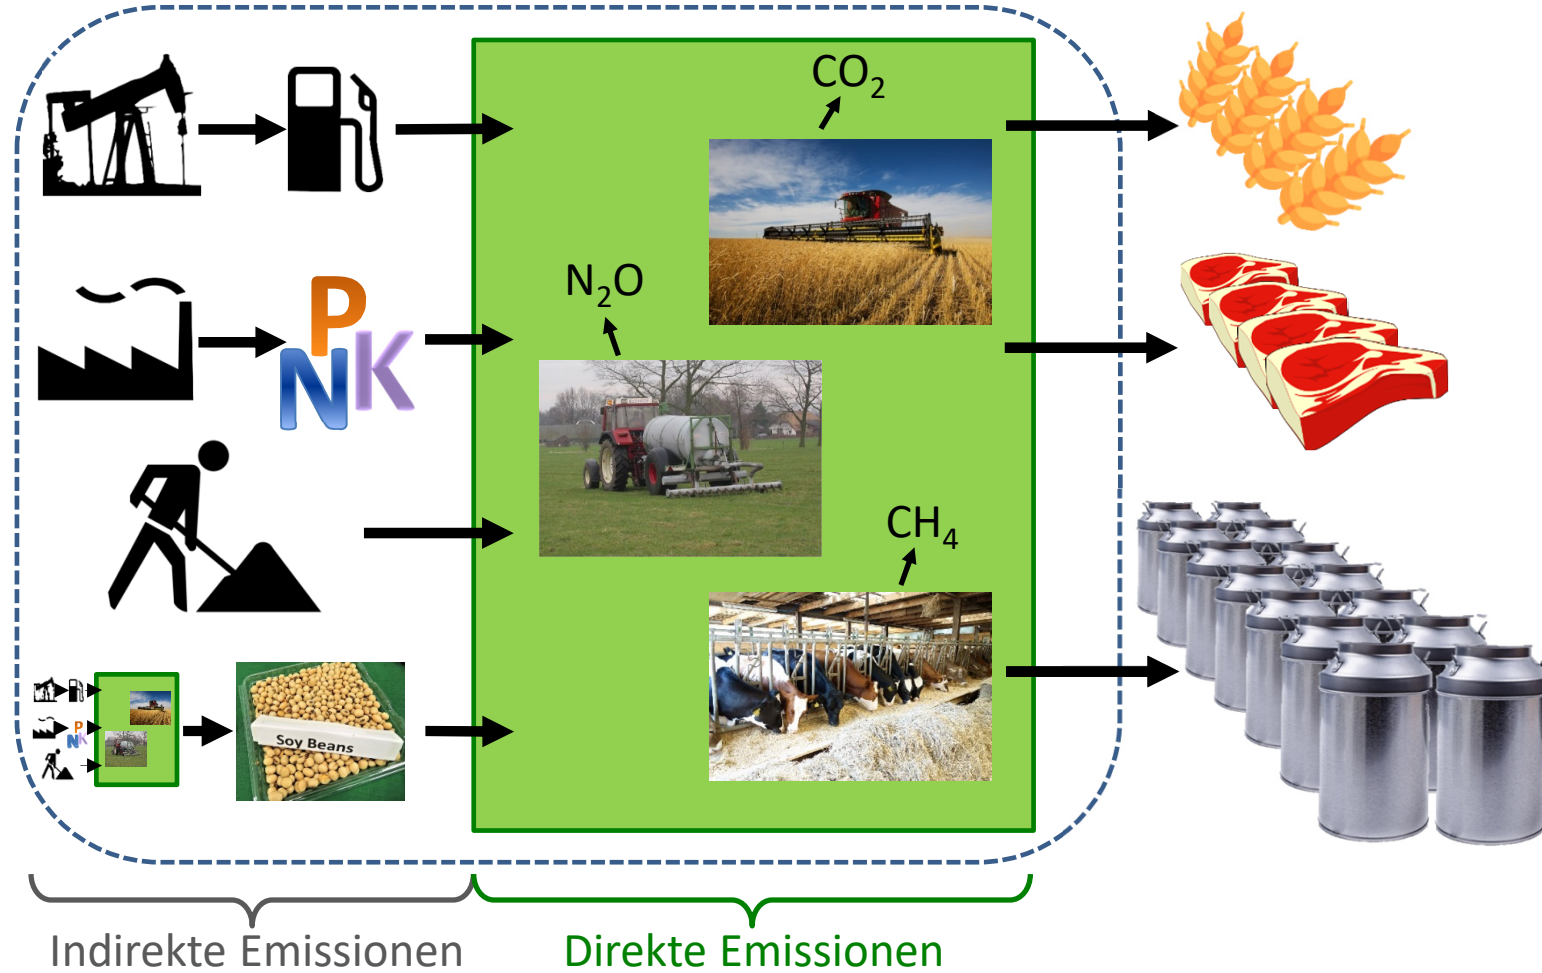 CO₂
N₂O
P
N K
CH₄
Soy Beans
P
N K
Indirekte Emissionen
Direkte Emissionen